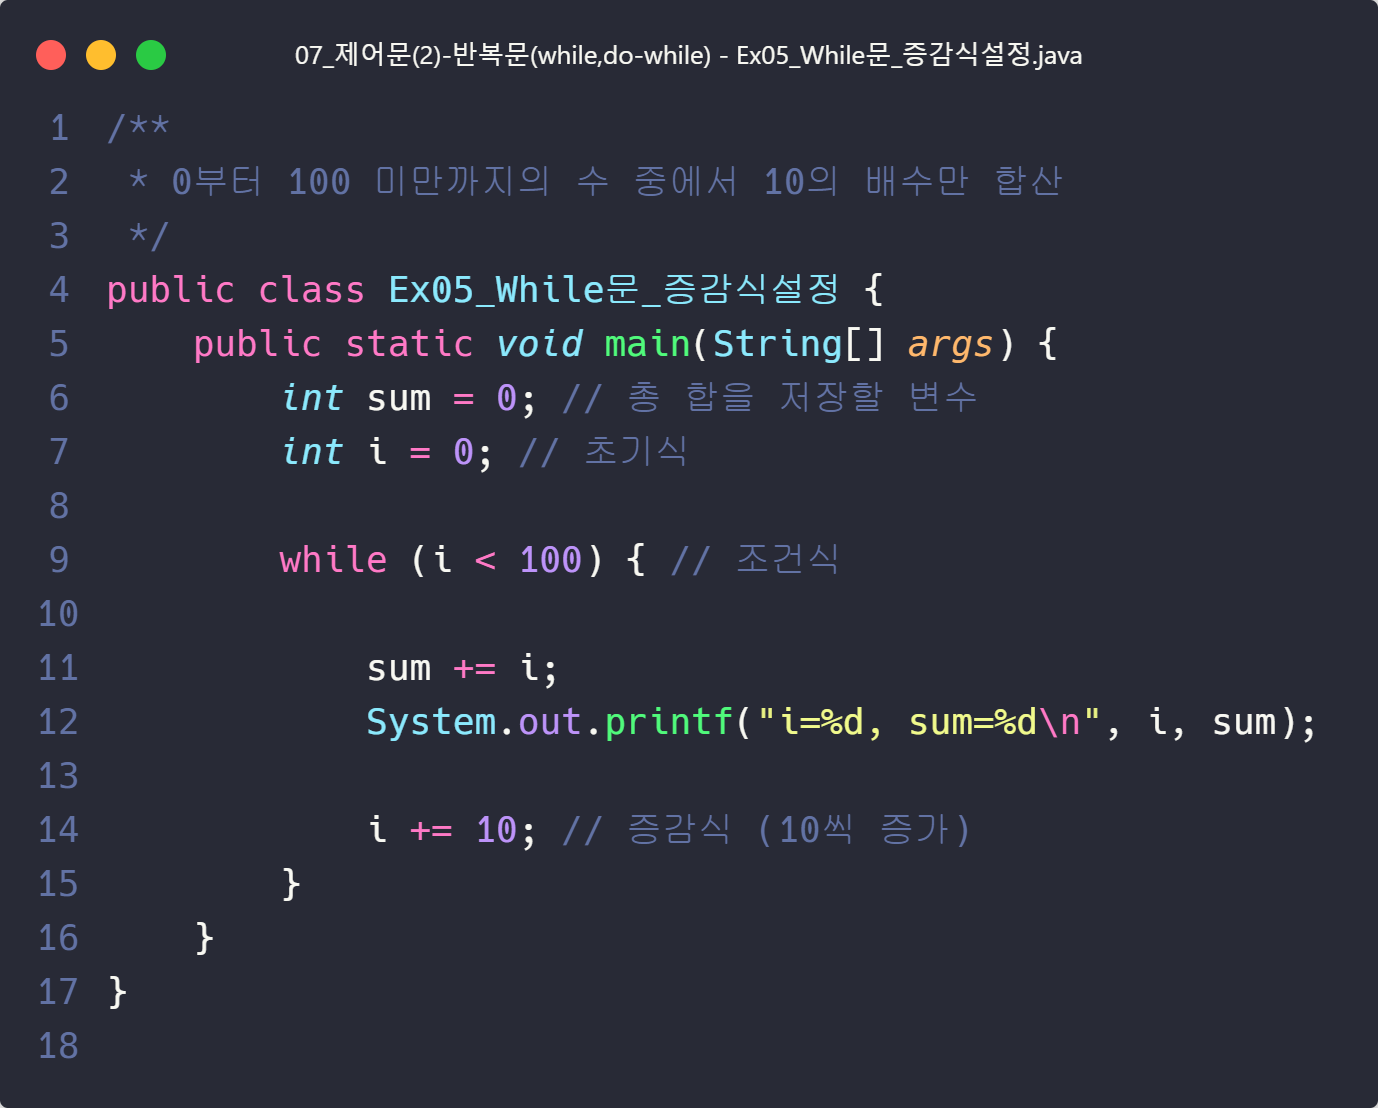 07_제어문(2)-반복문(while,do-while) - Ex05_While문_증감식설정.java
1 /**
2  * 0부터 100 미만까지의 수 중에서 10의 배수만 합산
3  */
4 public class Ex05_While문_증감식설정 {
5     public static void main(String[] args) {
6         int sum = 0; // 총 합을 저장할 변수
7         int i = 0; // 초기식
8
9         while (i < 100) { // 조건식
10
11             sum += i;
12             System.out.printf("i=%d, sum=%d\n", i, sum);
13
14             i += 10; // 증감식 (10씩 증가)
15         }
16     }
17 }
18